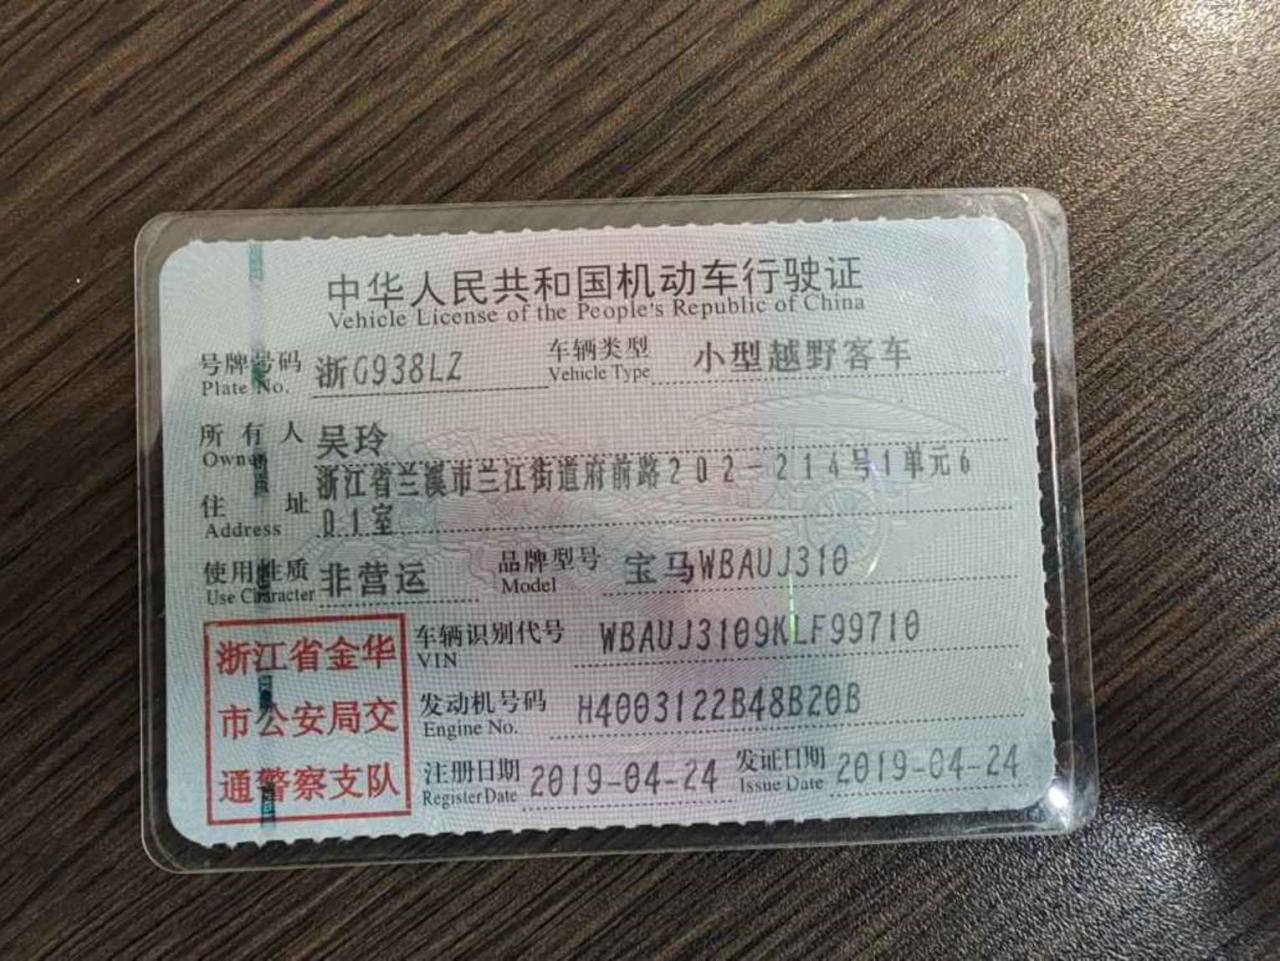 中华人民共和国机动车行驶证
Vehicle License of the People's Republic of China
号牌号码 浙G938LZ 车辆类型 小型越野客车
Plate No. Vehicle Type
所有人 吴玲
Owner
住址 浙江省兰溪市兰江街道府前路202-214号1单元6
Address 01室
使用性质 非营运 品牌型号 宝马WBAUJ310
Use Character Model
车辆识别代号 WBAUJ3109KLF99710
VIN
发动机号码 H4003122B48B20B
Engine No.
注册日期 2019-04-24 发证日期 2019-04-24
Register Date Issue Date
浙江省金华
市公安局交
通警察支队